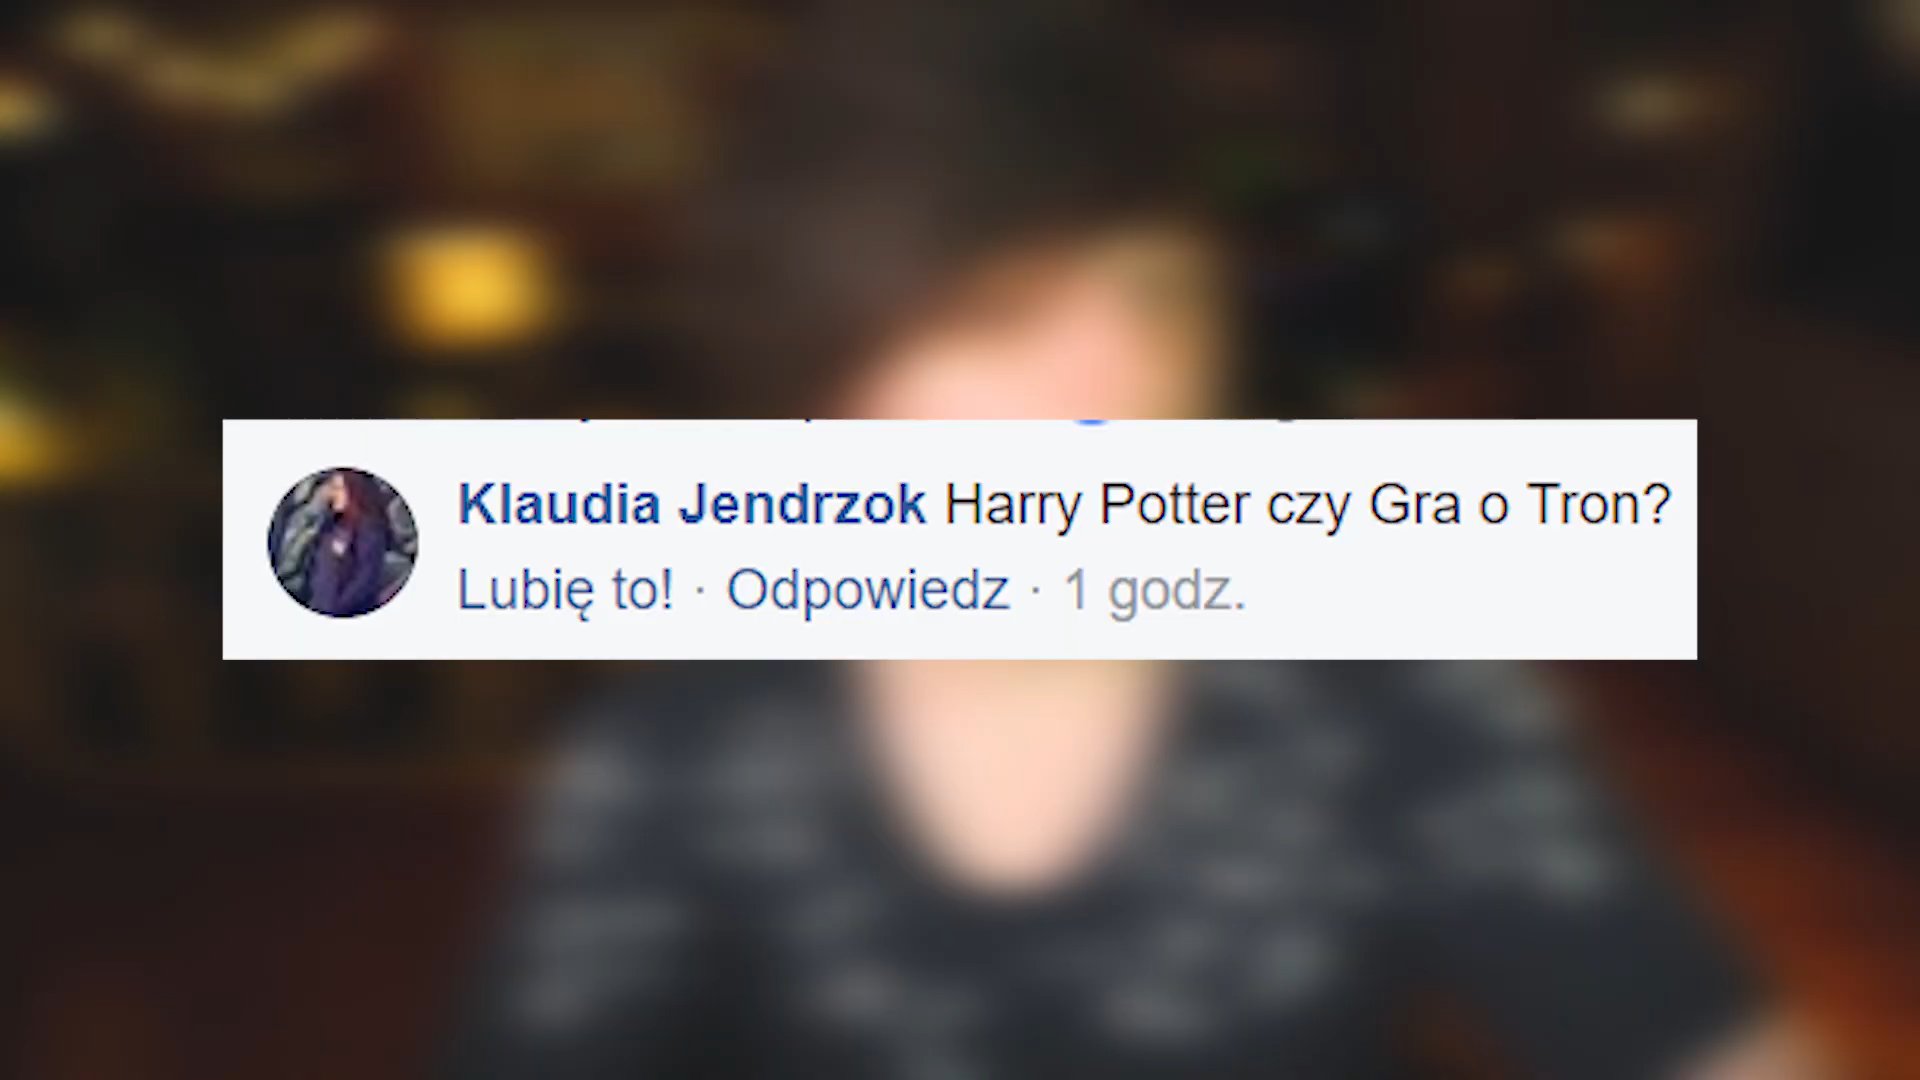 Klaudia Jendrzok Harry Potter czy Gra o Tron?
Lubię to! · Odpowiedz · 1 godz.